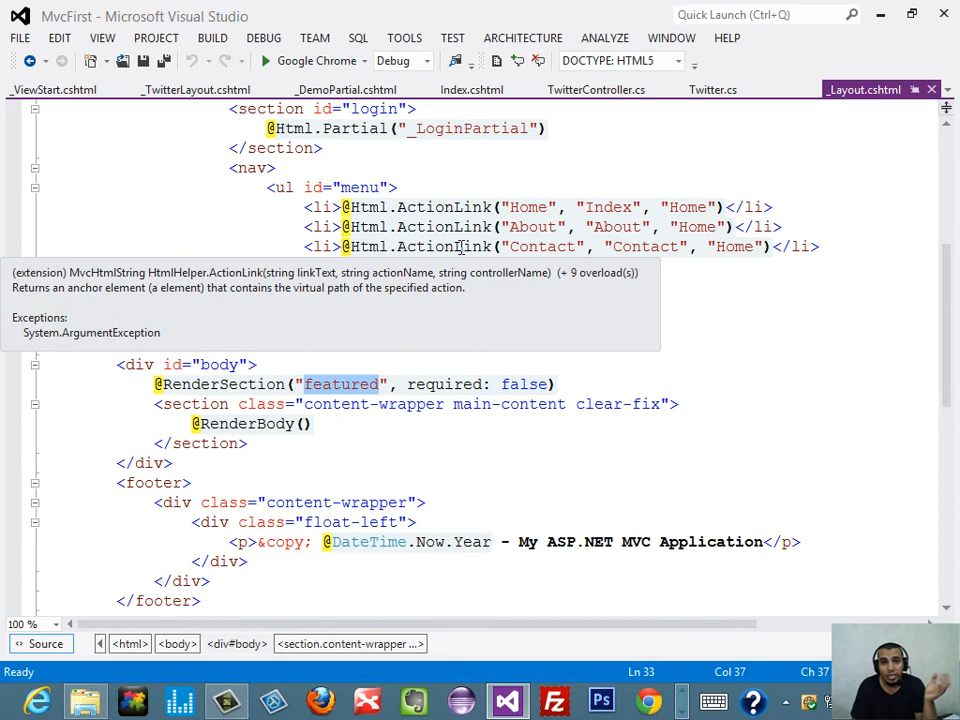 MvcFirst - Microsoft Visual Studio
Quick Launch (Ctrl+Q)
FILE EDIT VIEW PROJECT BUILD DEBUG TEAM SQL TOOLS TEST ARCHITECTURE ANALYZE WINDOW HELP
Google Chrome Debug DOCTYPE: HTML5
_ViewStart.cshtml _TwitterLayout.cshtml _DemoPartial.cshtml Index.cshtml TwitterController.cs Twitter.cs _Layout.cshtml
<section id="login">
@Html.Partial("_LoginPartial")
</section>
<nav>
<ul id="menu">
<li>@Html.ActionLink("Home", "Index", "Home")</li>
<li>@Html.ActionLink("About", "About", "Home")</li>
<li>@Html.ActionLink("Contact", "Contact", "Home")</li>
(extension) MvcHtmlString HtmlHelper.ActionLink(string linkText, string actionName, string controllerName) (+ 9 overload(s))
Returns an anchor element (a element) that contains the virtual path of the specified action.
Exceptions:
System.ArgumentException
<div id="body">
@RenderSection("featured", required: false)
<section class="content-wrapper main-content clear-fix">
@RenderBody()
</section>
</div>
<footer>
<div class="content-wrapper">
<div class="float-left">
<p>&copy; @DateTime.Now.Year - My ASP.NET MVC Application</p>
</div>
</div>
</footer>
100 %
Source <html> <body> <div#body> <section.content-wrapper ...>
Ready Ln 33 Col 37 Ch 37
Ps